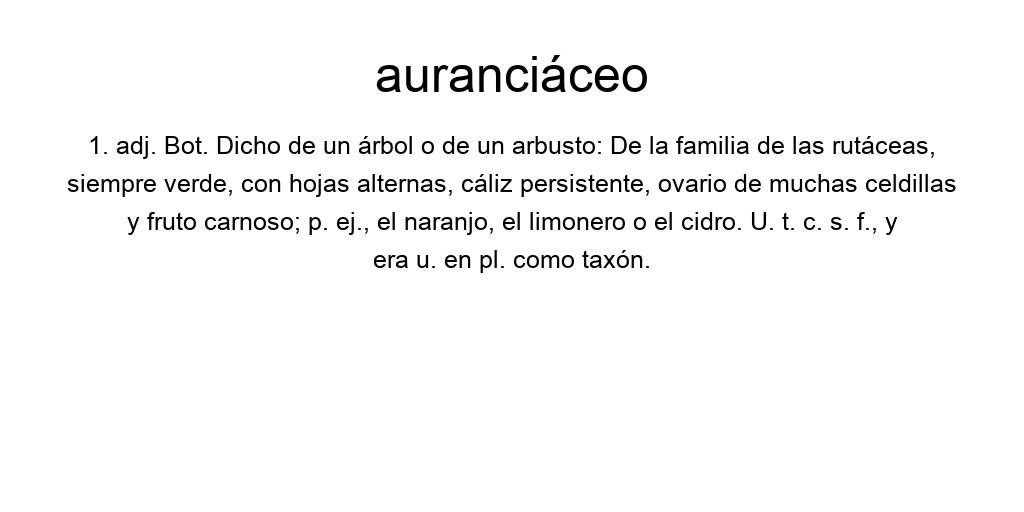 auranciáceo
1. adj. Bot. Dicho de un árbol o de un arbusto: De la familia de las rutáceas,
siempre verde, con hojas alternas, cáliz persistente, ovario de muchas celdillas
y fruto carnoso; p. ej., el naranjo, el limonero o el cidro. U. t. c. s. f., y
era u. en pl. como taxón.